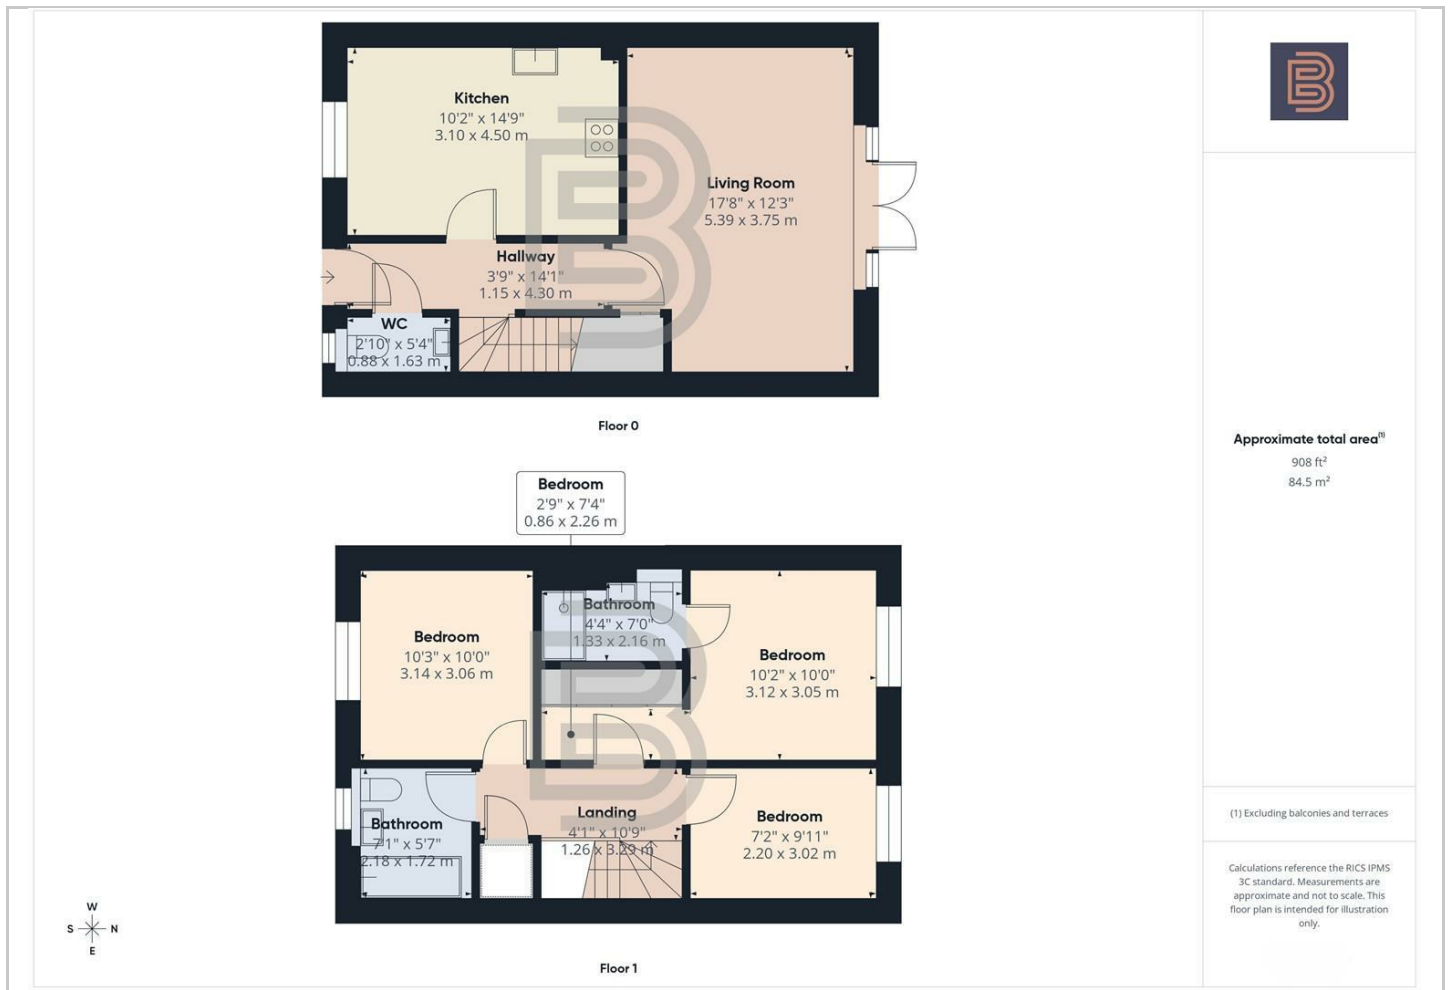 Kitchen
10'2" x 14'9"
3.10 x 4.50 m
Living Room
17'8" x 12'3"
5.39 x 3.75 m
Hallway
3'9" x 14'1"
1.15 x 4.30 m
WC
2'10" x 5'4"
0.88 x 1.63 m
Floor 0
Bedroom
2'9" x 7'4"
0.86 x 2.26 m
Bedroom
10'3" x 10'0"
3.14 x 3.06 m
Bathroom
4'4" x 7'0"
1.33 x 2.16 m
Bedroom
10'2" x 10'0"
3.12 x 3.05 m
Bathroom
7'1" x 5'7"
2.18 x 1.72 m
Landing
4'1" x 10'9"
1.26 x 3.29 m
Bedroom
7'2" x 9'11"
2.20 x 3.02 m
Floor 1
W
S N
E
B
Approximate total area(1)
908 ft²
84.5 m²
(1) Excluding balconies and terraces
Calculations reference the RICS IPMS
3C standard. Measurements are
approximate and not to scale. This
floor plan is intended for illustration
only.